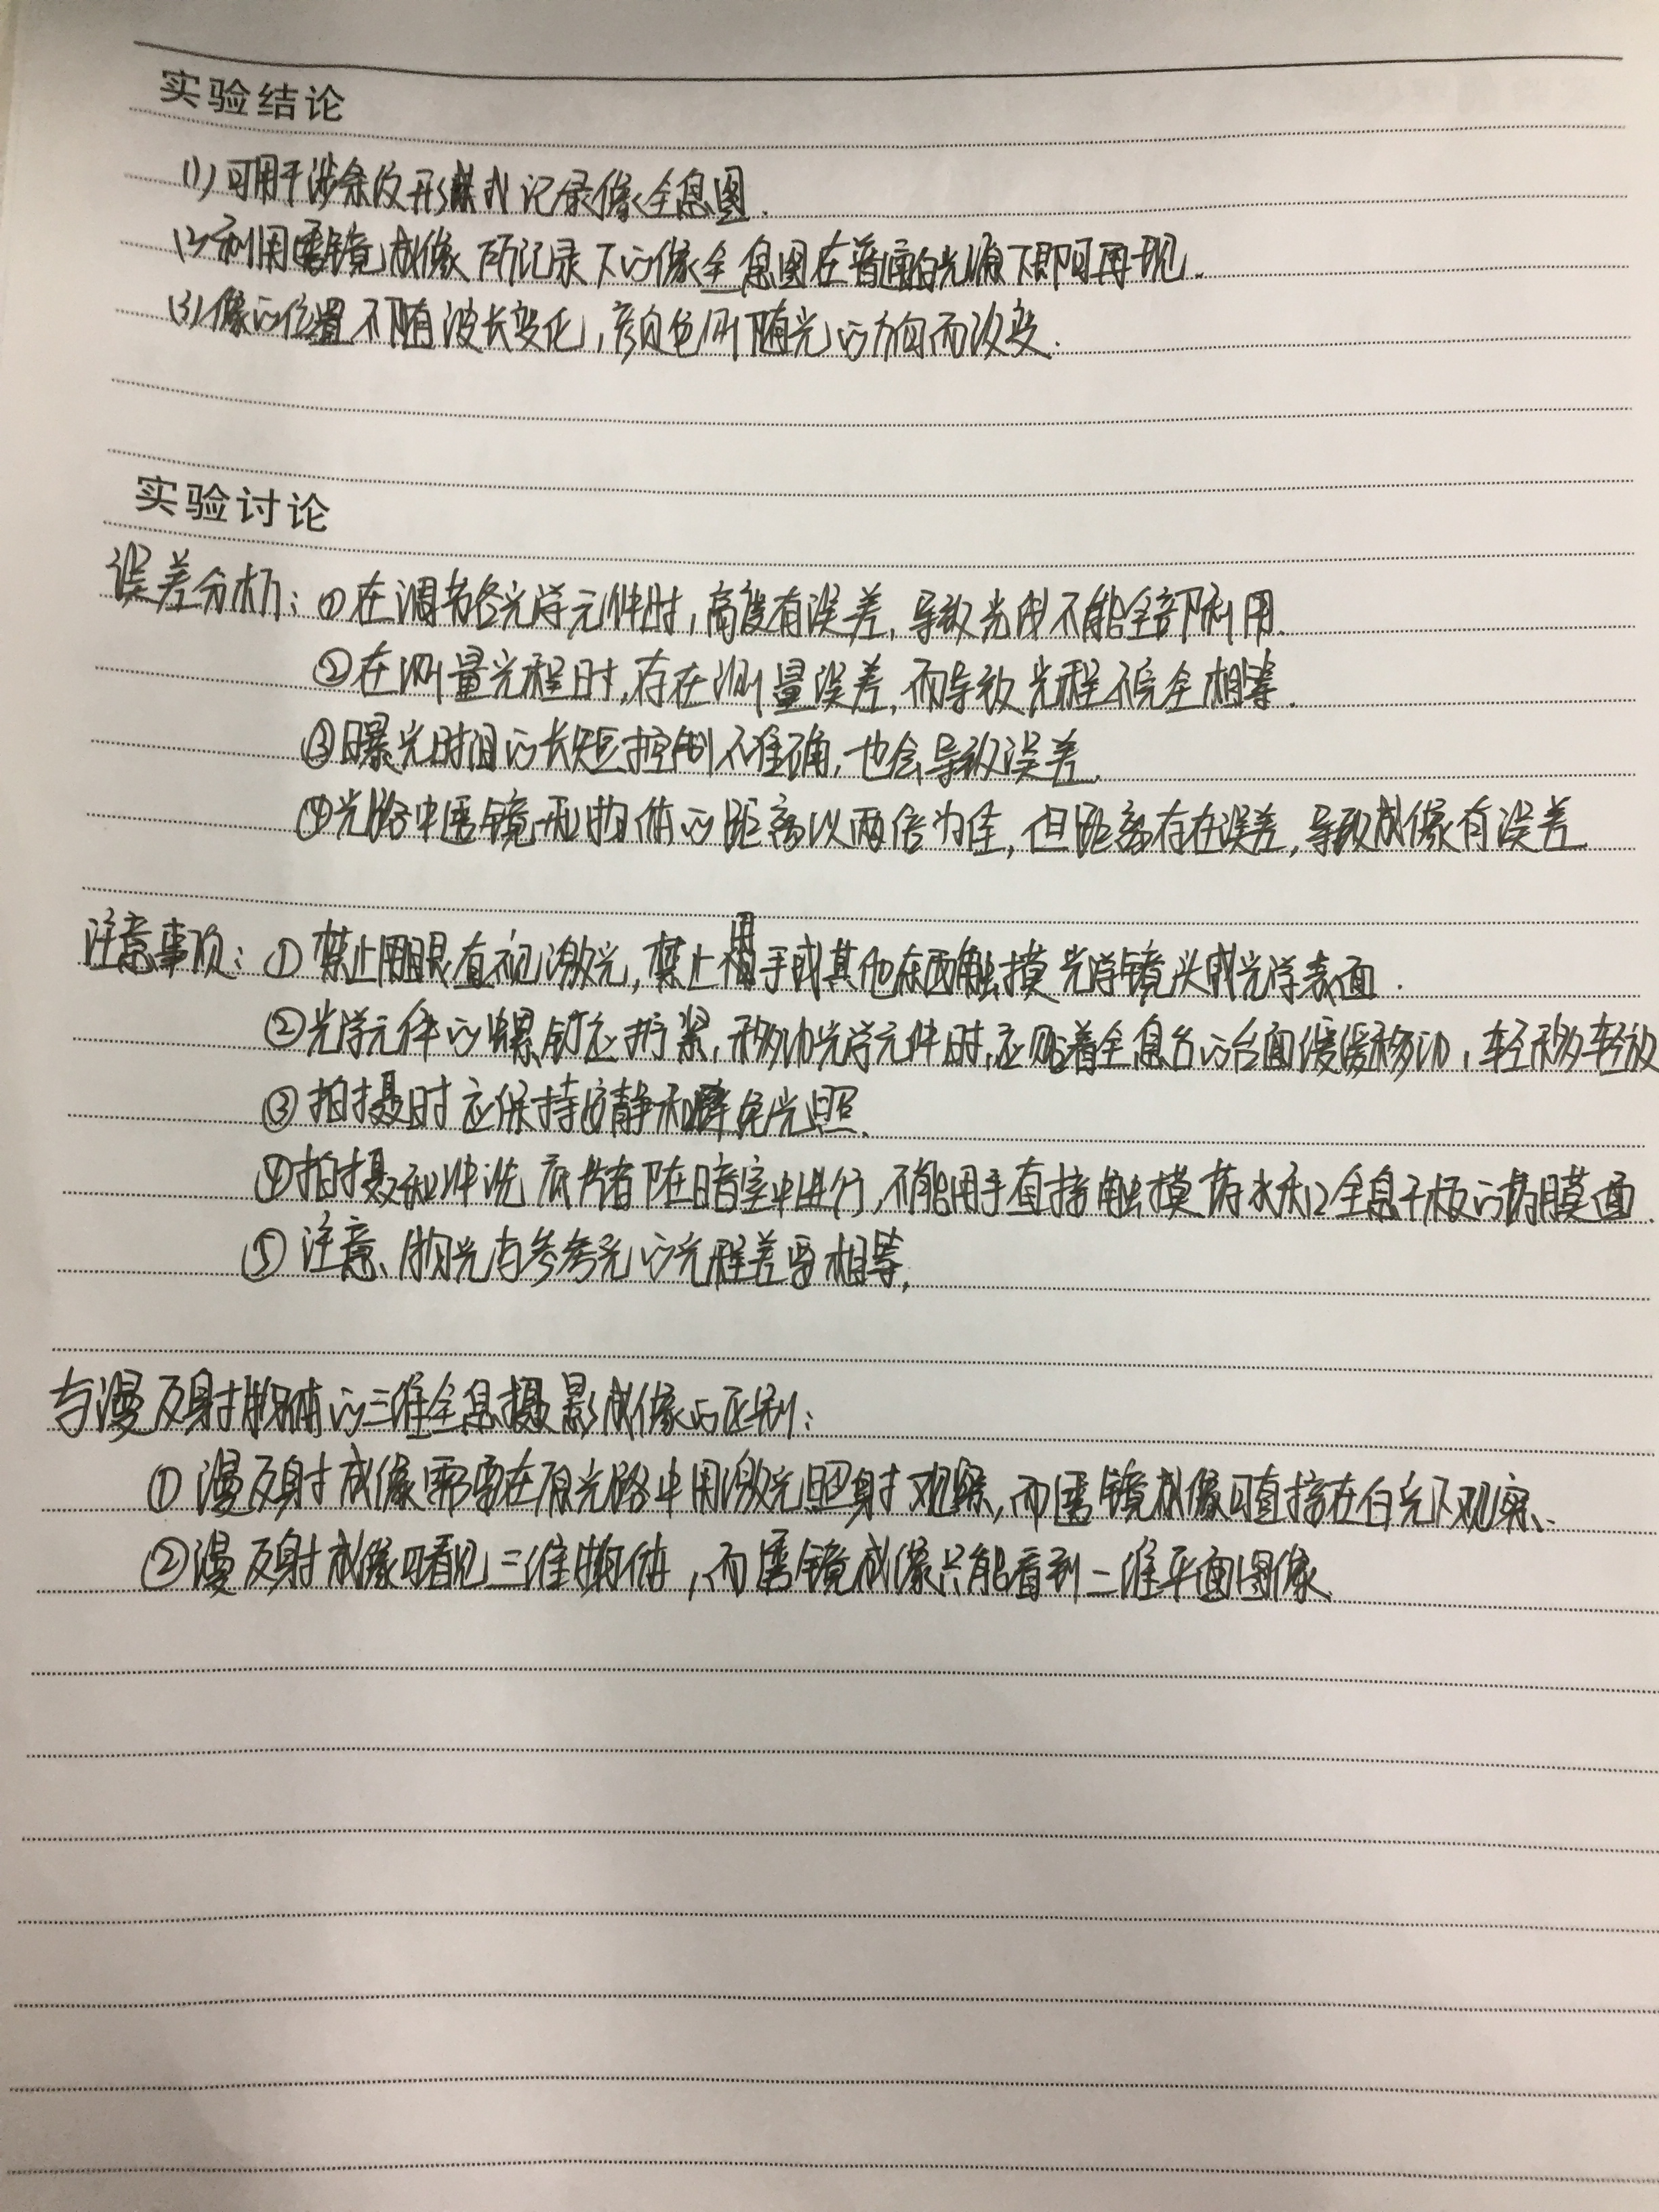 实验结论
(1)可用干涉条纹形式记录像全息图.
(2)利用透镜成像所记录下的像全息图在普通的光源下即可再现.
(3)像的位置不随波长变化,颜色则随光的方向而改变.
实验讨论
误差分析:①在调节各光学元件时,高度有误差,导致光束不能全部利用.
②在测量光程时,存在测量误差,而导致光程不完全相等.
③曝光时间的长短控制不准确,也会导致误差.
④光路中透镜和物体的距离以两倍为佳,但距离存在误差,导致成像有误差.
注意事项:①禁止用眼直视激光,禁止用手或其他东西触摸光学镜头或光学表面.
②光学元件的螺钉应拧紧,移动光学元件时,应贴着全息台的台面缓缓移动,轻移轻放
③拍摄时应保持安静和避免光照.
④拍摄和冲洗底片都在暗室中进行,不能用手直接触摸药水和全息干板的药膜面.
⑤注意、物光与参考光的光程差要相等.
与漫反射物体的三维全息摄影成像的区别:
①漫反射成像需要在原光路中用激光照射观察,而透镜成像可直接在白光下观察、
②漫反射成像可看见三维物体,而透镜成像只能看到二维平面图像、